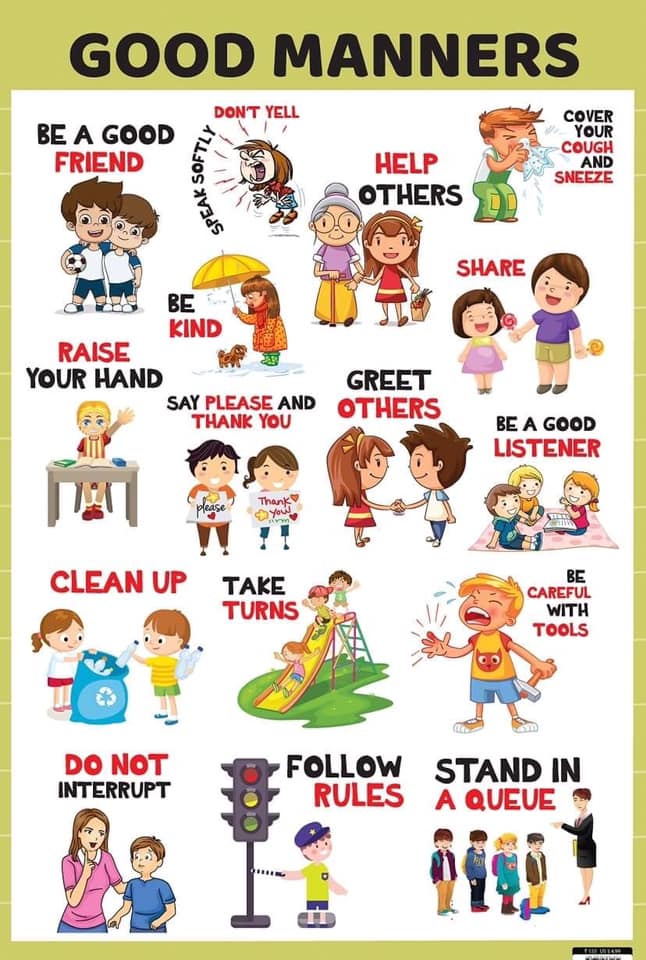 GOOD MANNERS
BE A GOOD
FRIEND
DON'T YELL
SPEAK SOFTLY
HELP
OTHERS
COVER
YOUR
COUGH
AND
SNEEZE
BE
KIND
SHARE
RAISE
YOUR HAND
SAY PLEASE AND
THANK YOU
please
Thank
you!
GREET
OTHERS
BE A GOOD
LISTENER
CLEAN UP
TAKE
TURNS
BE
CAREFUL
WITH
TOOLS
DO NOT
INTERRUPT
FOLLOW
RULES
STAND IN
A QUEUE